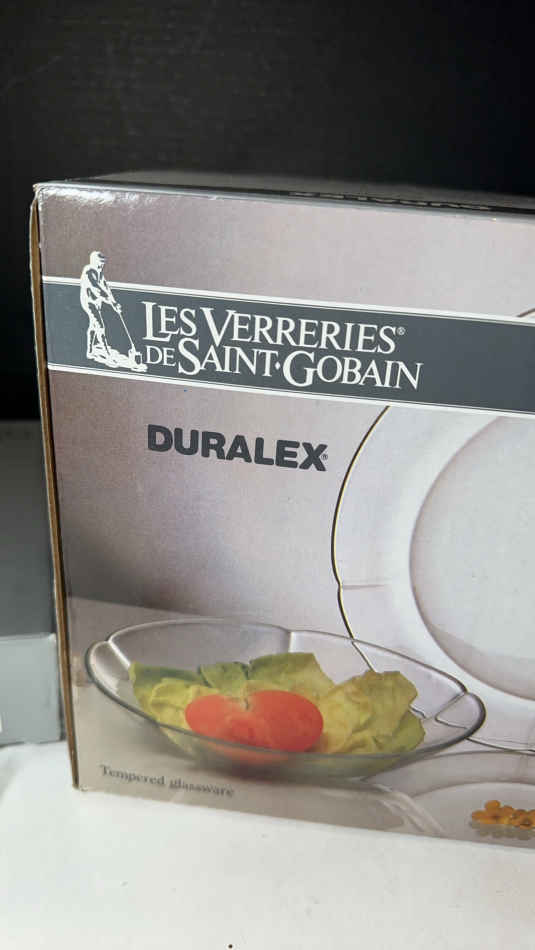 LES VERRERIES®
DE SAINT·GOBAIN
DURALEX®
Tempered glassware